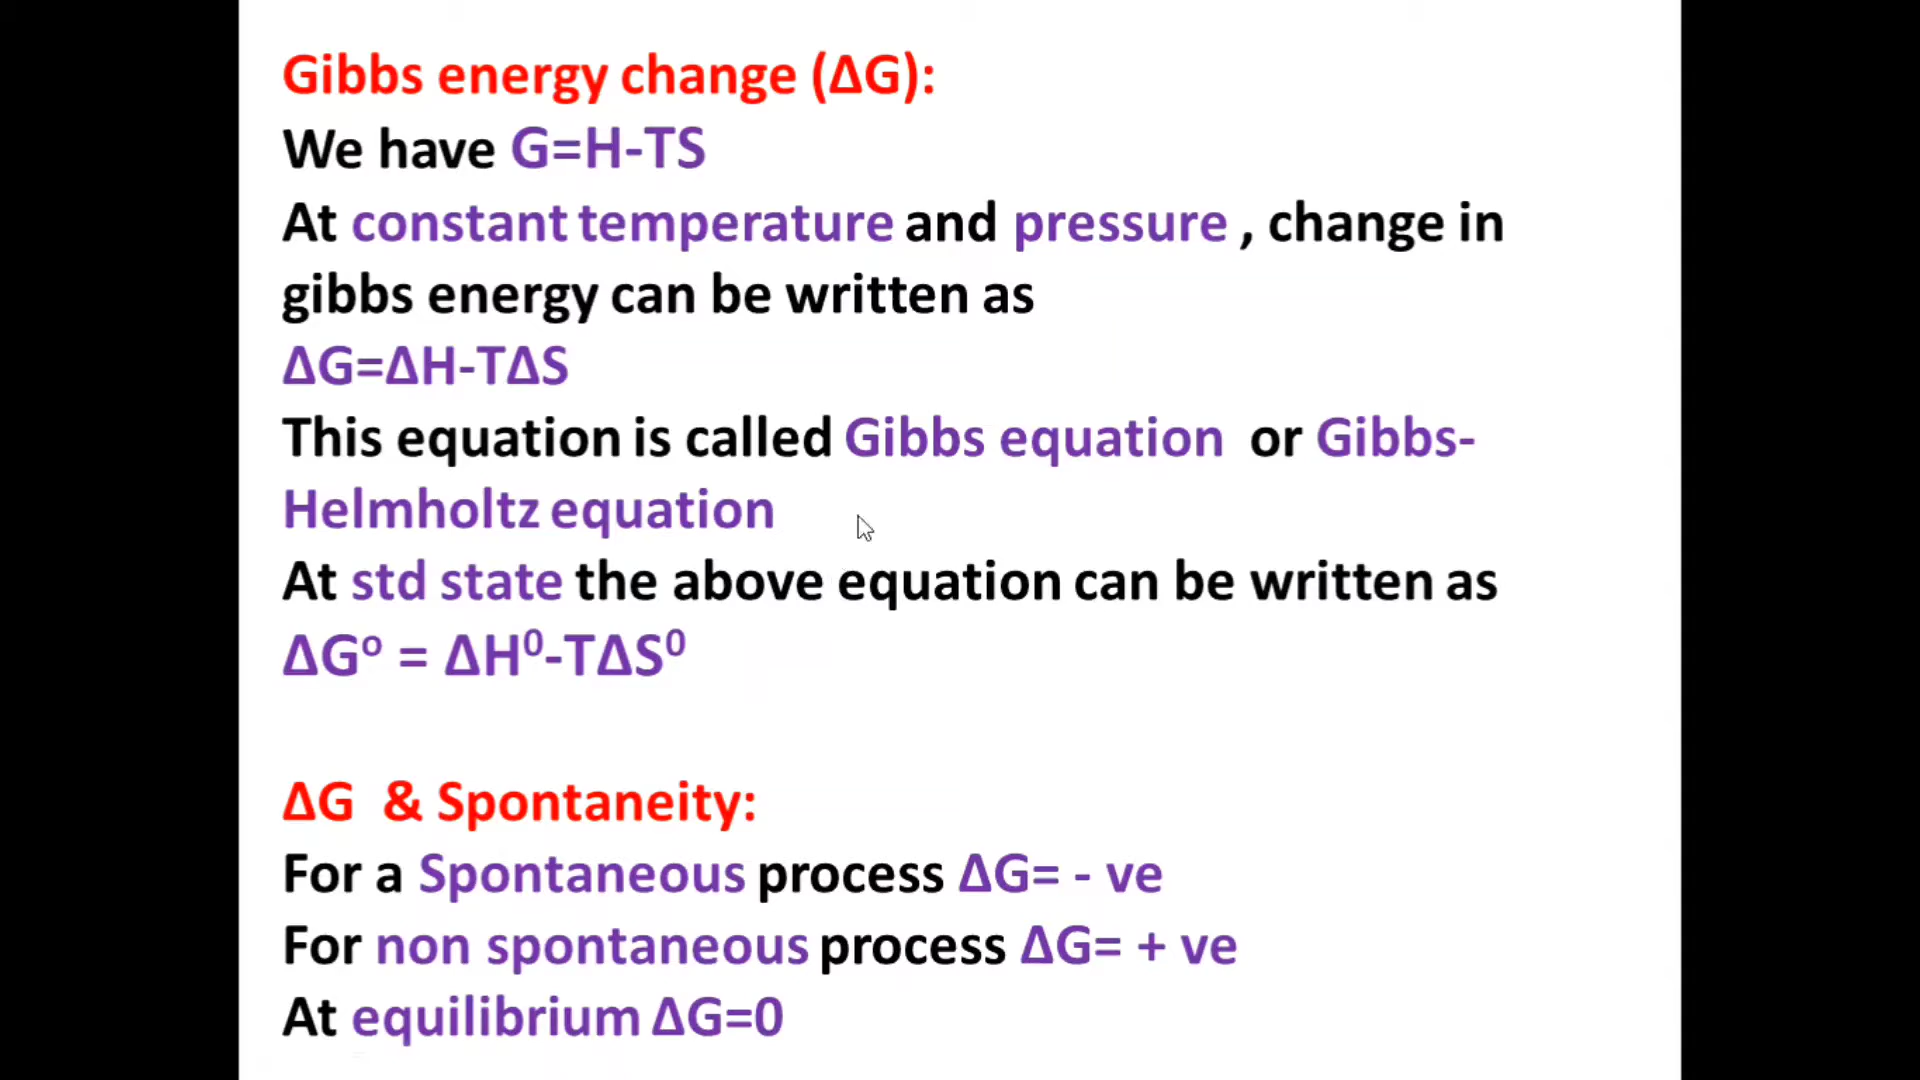 Gibbs energy change (ΔG):
We have G=H-TS
At constant temperature and pressure , change in
gibbs energy can be written as
ΔG=ΔH-TΔS
This equation is called Gibbs equation or Gibbs-
Helmholtz equation
At std state the above equation can be written as
ΔGᵒ = ΔH⁰-TΔS⁰
ΔG & Spontaneity:
For a Spontaneous process ΔG= - ve
For non spontaneous process ΔG= + ve
At equilibrium ΔG=0